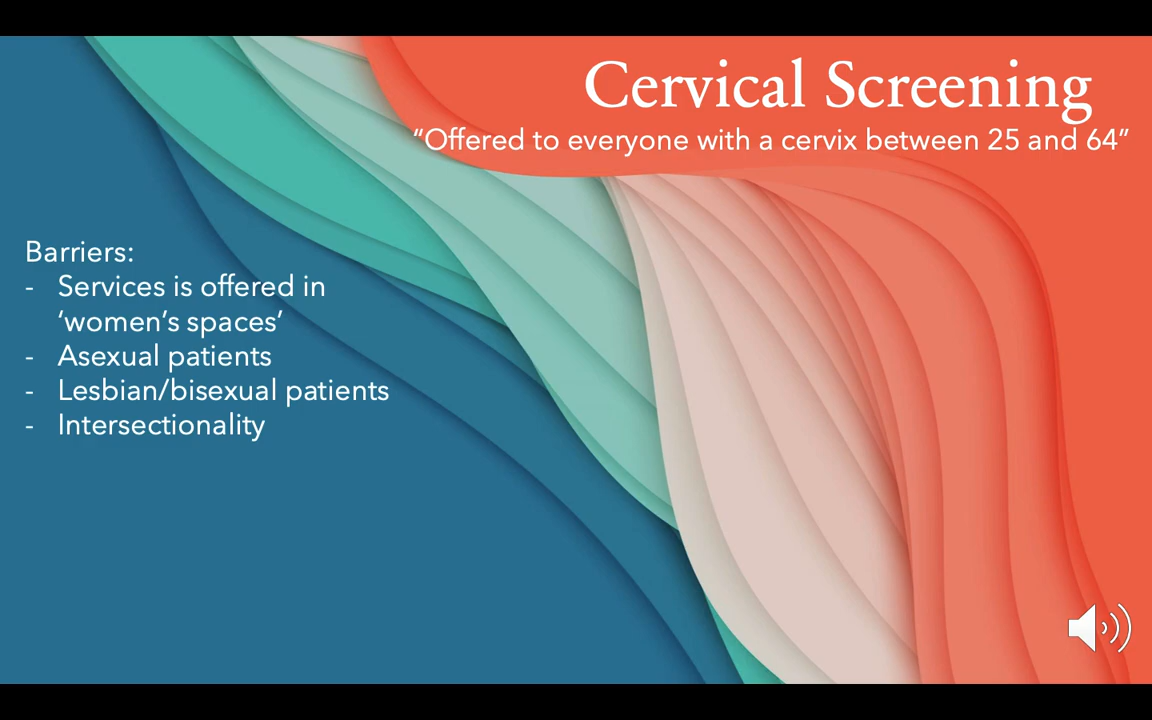 Cervical Screening
“Offered to everyone with a cervix between 25 and 64”
Barriers:
- Services is offered in
‘women’s spaces’
- Asexual patients
- Lesbian/bisexual patients
- Intersectionality